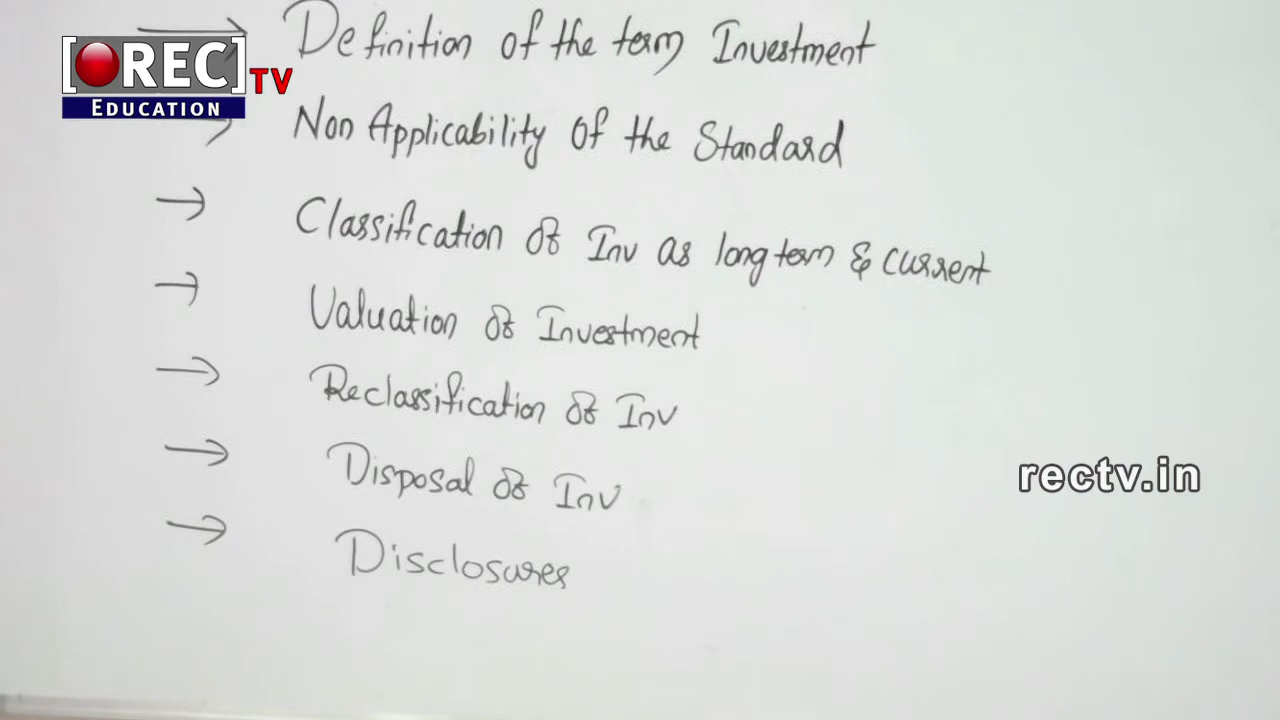 → Definition of the term Investment
[REC] TV
EDUCATION
→ Non Applicability Of the Standard
→ Classification of Inv as long term & current
→ Valuation of Investment
→ Reclassification of Inv
→ Disposal of Inv
rectv.in
→ Disclosures